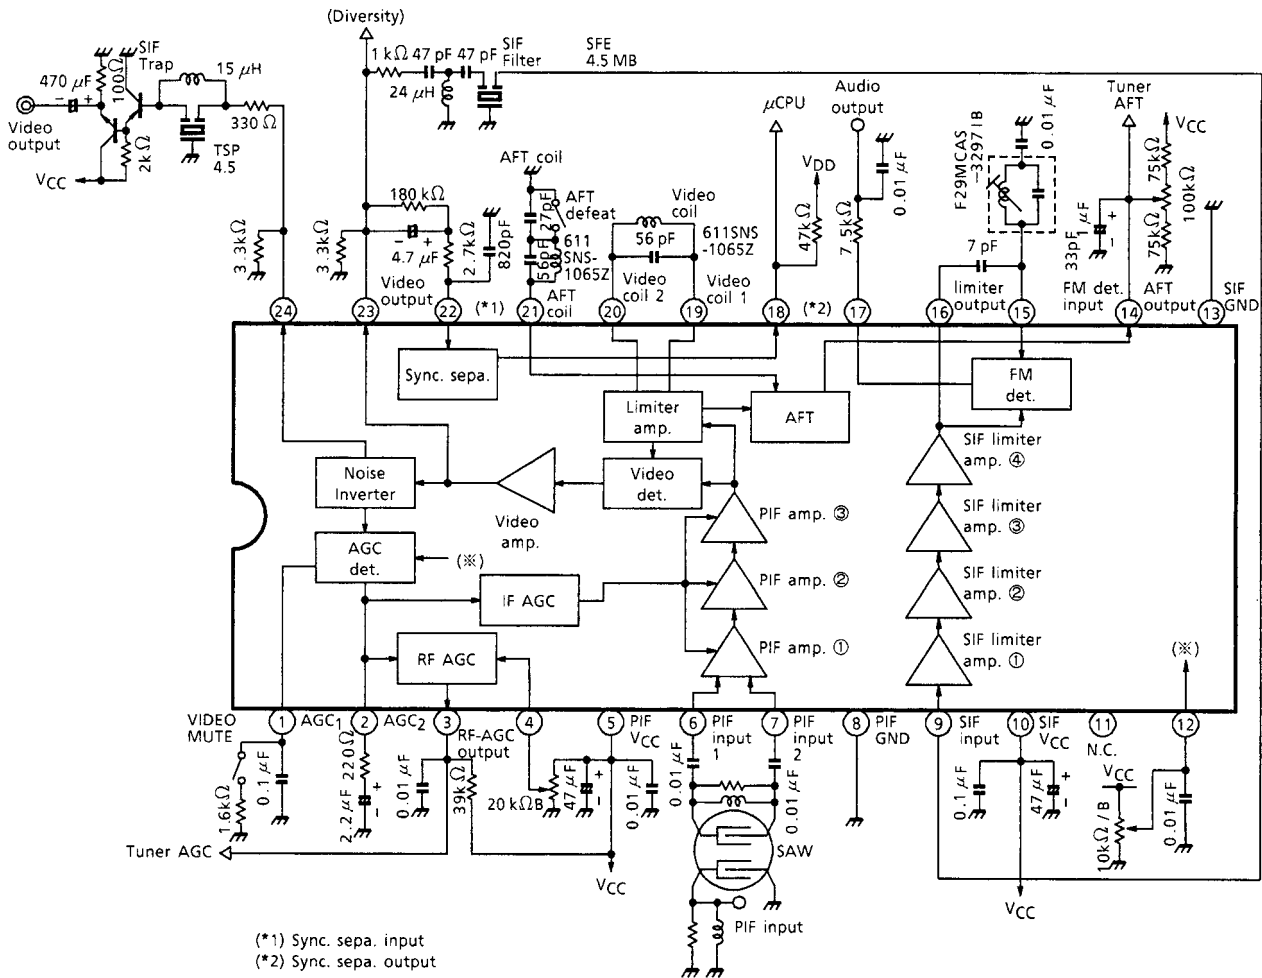 (Diversity)
SIF
Trap
15 μH
470 μF
100Ω
1 kΩ
47 pF
47 pF
SIF
Filter
SFE
4.5 MB
24 μH
μCPU
Audio
output
0.01 μF
Tuner
AFT
VCC
Video
output
2kΩ
TSP
4.5
330 Ω
VCC
AFT coil
AFT
defeat
VDD
0.01 μF
F29MCAS
-3297IB
75kΩ
100kΩ
75kΩ
180 kΩ
27pF
Video
coil
611SNS
-1065Z
56 pF
47kΩ
7.5kΩ
7 pF
33pF
1 μF
3.3kΩ
3.3kΩ
4.7 μF
2.7kΩ
820pF
56pF
611
SNS-
1065Z
Video
output
(*1)
AFT
coil
Video
coil 2
Video
coil 1
(*2)
limiter
output
FM det.
input
AFT
output
SIF
GND
24
23
22
21
20
19
18
17
16
15
14
13
Sync. sepa.
Limiter
amp.
AFT
FM
det.
Noise
Inverter
Video
amp.
Video
det.
PIF amp. ③
SIF limiter
amp. ④
SIF limiter
amp. ③
AGC
det.
(※)
IF AGC
PIF amp. ②
SIF limiter
amp. ②
RF AGC
PIF
amp. ①
SIF limiter
amp. ①
(※)
1
2
3
4
5
6
7
8
9
10
11
12
VIDEO
MUTE
AGC1
AGC2
RF-AGC
output
PIF
VCC
PIF
input
1
PIF
input
2
PIF
GND
SIF
input
SIF
VCC
N.C.
1.6kΩ
0.1 μF
2.2μF
220Ω
0.01 μF
39kΩ
20 kΩB
47 μF
0.01 μF
0.01 μF
0.01 μF
0.1 μF
47 μF
VCC
10kΩ/B
0.01 μF
Tuner AGC
VCC
SAW
VCC
PIF input
(*1) Sync. sepa. input
(*2) Sync. sepa. output